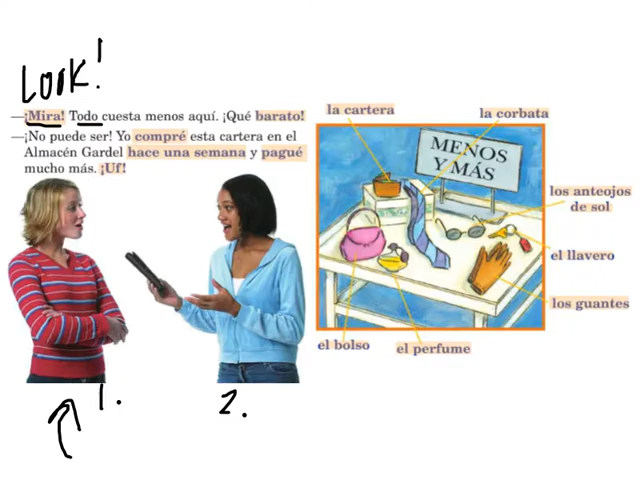 LOOK!
—¡Mira! Todo cuesta menos aquí. ¡Qué barato!
—¡No puede ser! Yo compré esta cartera en el
Almacén Gardel hace una semana y pagué
mucho más. ¡Uf!
1.
2.
la cartera
la corbata
MENOS
Y MÁS
los anteojos
de sol
el llavero
los guantes
el bolso
el perfume